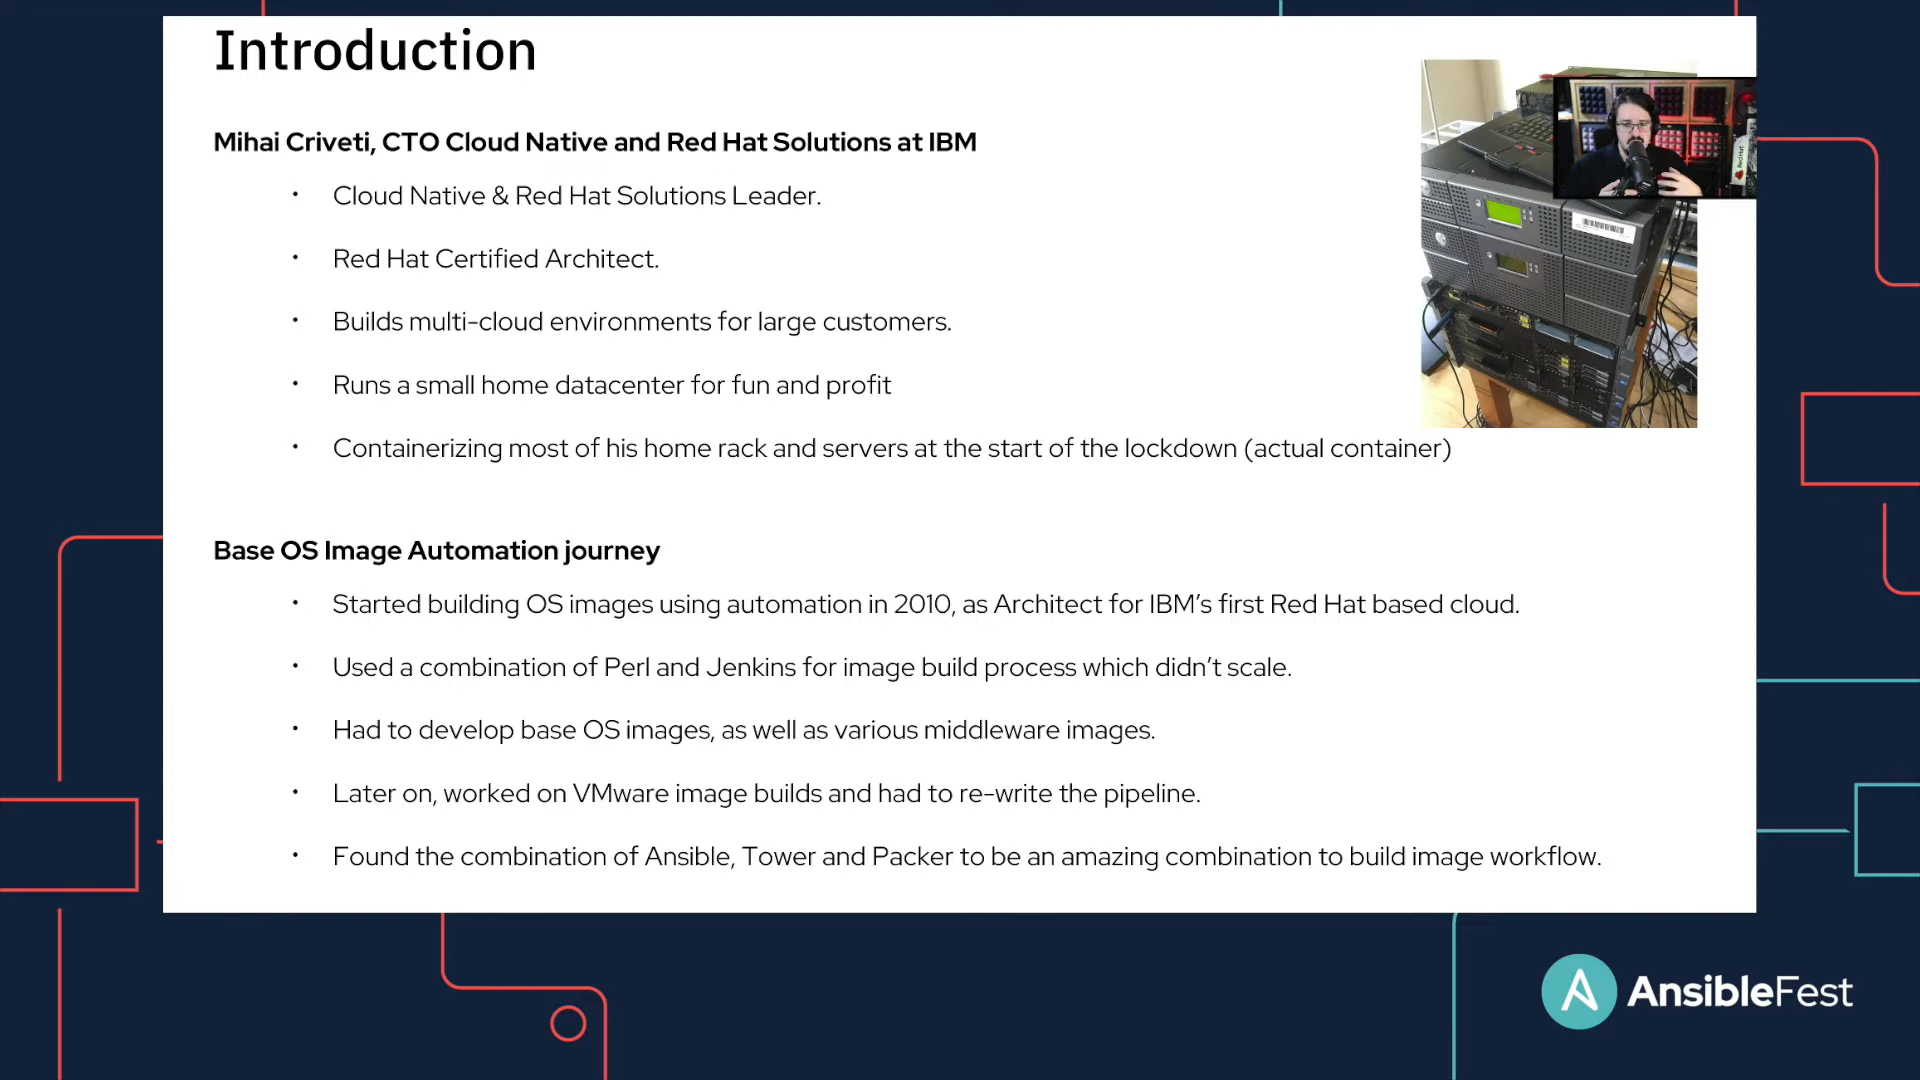 Introduction
Mihai Criveti, CTO Cloud Native and Red Hat Solutions at IBM
• Cloud Native & Red Hat Solutions Leader.
• Red Hat Certified Architect.
• Builds multi-cloud environments for large customers.
• Runs a small home datacenter for fun and profit
• Containerizing most of his home rack and servers at the start of the lockdown (actual container)
Base OS Image Automation journey
• Started building OS images using automation in 2010, as Architect for IBM’s first Red Hat based cloud.
• Used a combination of Perl and Jenkins for image build process which didn’t scale.
• Had to develop base OS images, as well as various middleware images.
• Later on, worked on VMware image builds and had to re-write the pipeline.
• Found the combination of Ansible, Tower and Packer to be an amazing combination to build image workflow.
Red Hat
AnsibleFest